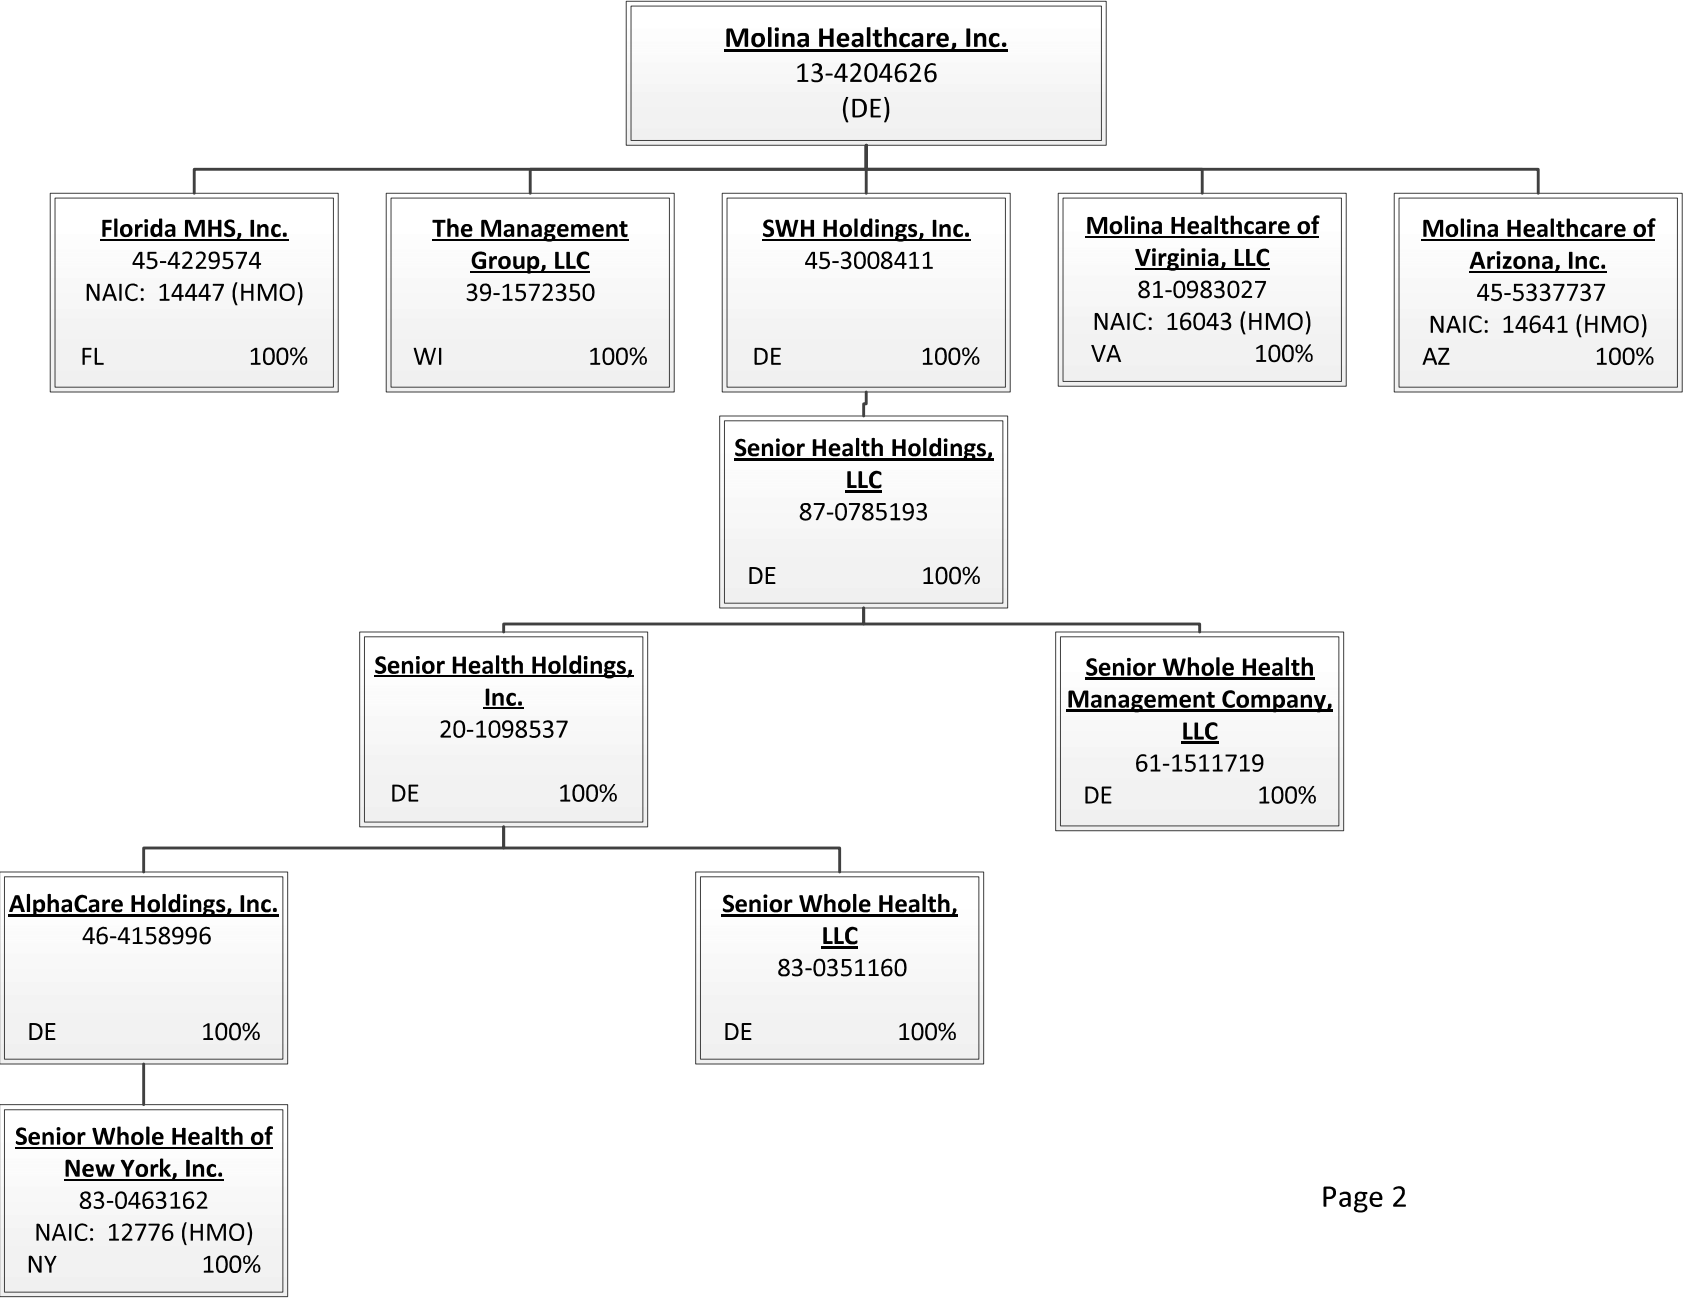 Molina Healthcare, Inc.
13-4204626
(DE)
Florida MHS, Inc.
45-4229574
NAIC:  14447 (HMO)
FL 100%
The Management
Group, LLC
39-1572350
WI 100%
SWH Holdings, Inc.
45-3008411
DE 100%
Molina Healthcare of
Virginia, LLC
81-0983027
NAIC:  16043 (HMO)
VA 100%
Molina Healthcare of
Arizona, Inc.
45-5337737
NAIC:  14641 (HMO)
AZ 100%
Senior Health Holdings,
LLC
87-0785193
DE 100%
Senior Health Holdings,
Inc.
20-1098537
DE 100%
Senior Whole Health
Management Company,
LLC
61-1511719
DE 100%
AlphaCare Holdings, Inc.
46-4158996
DE 100%
Senior Whole Health,
LLC
83-0351160
DE 100%
Senior Whole Health of
New York, Inc.
83-0463162
NAIC:  12776 (HMO)
NY 100%
Page 2